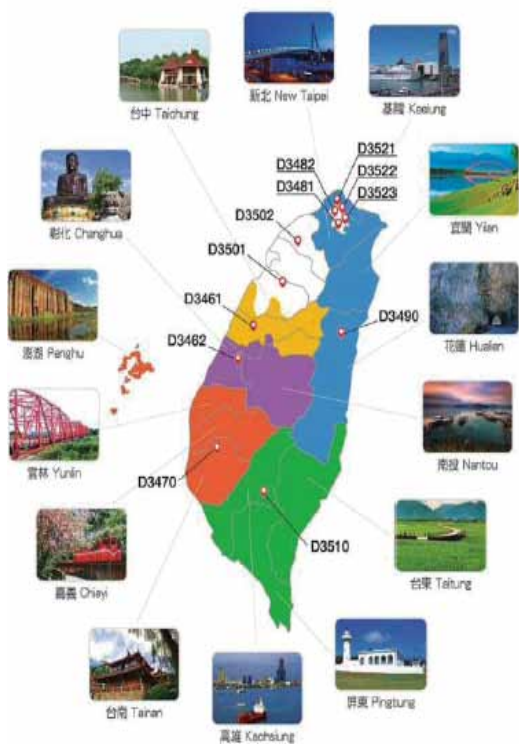 台中 Taichung
新北 New Taipei
基隆 Keelung
彰化 Changhua
D3482
D3521
D3481
D3522
D3523
D3502
宜蘭 Yilan
D3501
D3461
D3490
花蓮 Hualien
澎湖 Penghu
D3462
雲林 Yunlin
南投 Nantou
D3470
D3510
嘉義 Chiayi
台東 Taitung
台南 Tainan
高雄 Kaohsiung
屏東 Pingtung